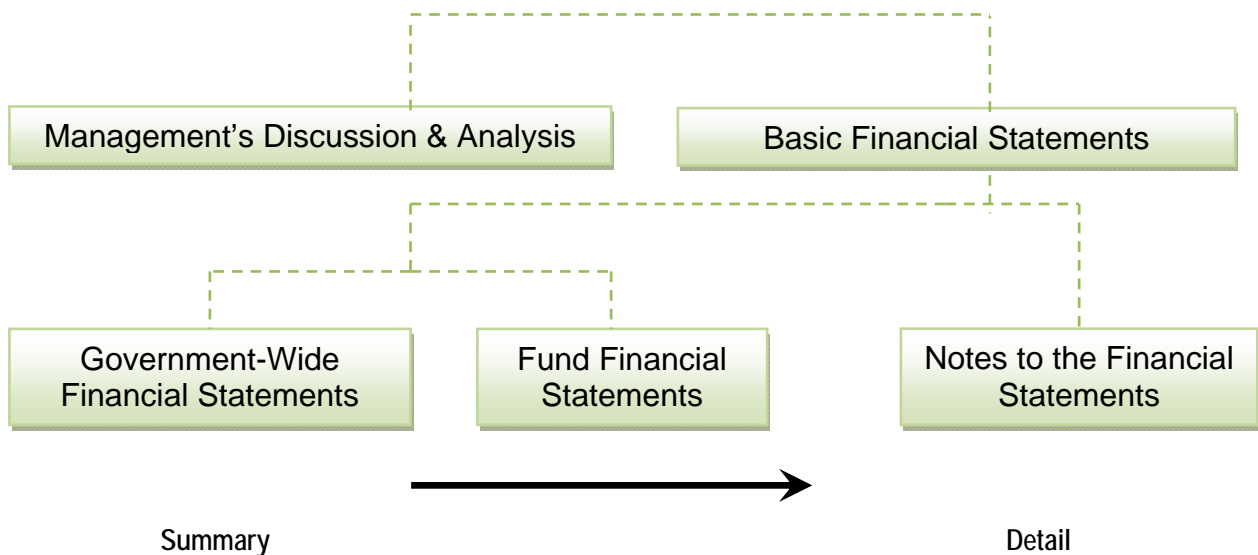 Management’s Discussion & Analysis
Basic Financial Statements
Government-Wide
Financial Statements
Fund Financial
Statements
Notes to the Financial
Statements
Summary
Detail